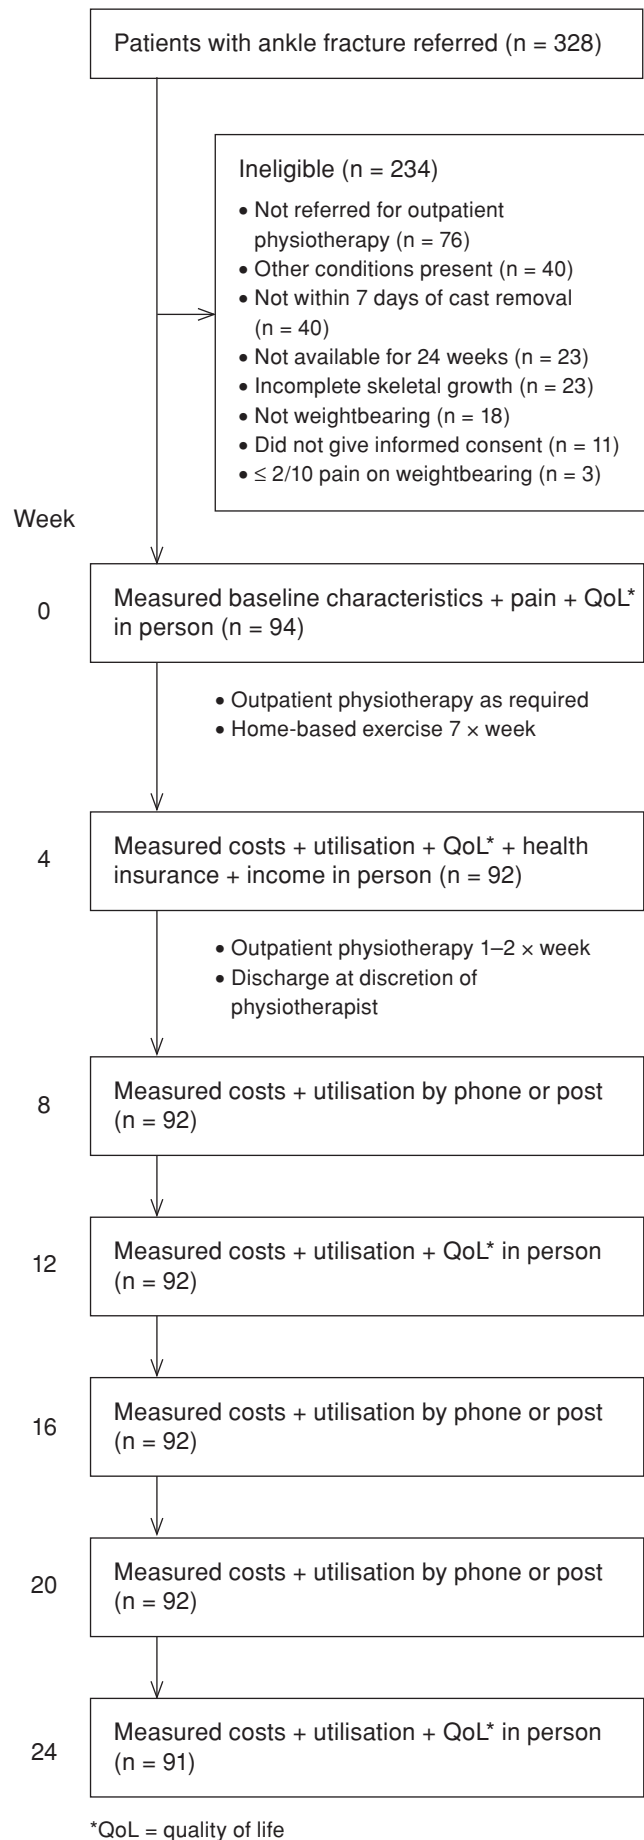 Patients with ankle fracture referred (n = 328)
Ineligible (n = 234)
• Not referred for outpatient
physiotherapy (n = 76)
• Other conditions present (n = 40)
• Not within 7 days of cast removal
(n = 40)
• Not available for 24 weeks (n = 23)
• Incomplete skeletal growth (n = 23)
• Not weightbearing (n = 18)
• Did not give informed consent (n = 11)
• ≤ 2/10 pain on weightbearing (n = 3)
Week
0
Measured baseline characteristics + pain + QoL*
in person (n = 94)
• Outpatient physiotherapy as required
• Home-based exercise 7 × week
4
Measured costs + utilisation + QoL* + health
insurance + income in person (n = 92)
• Outpatient physiotherapy 1–2 × week
• Discharge at discretion of
physiotherapist
8
Measured costs + utilisation by phone or post
(n = 92)
12
Measured costs + utilisation + QoL* in person
(n = 92)
16
Measured costs + utilisation by phone or post
(n = 92)
20
Measured costs + utilisation by phone or post
(n = 92)
24
Measured costs + utilisation + QoL* in person
(n = 91)
*QoL = quality of life